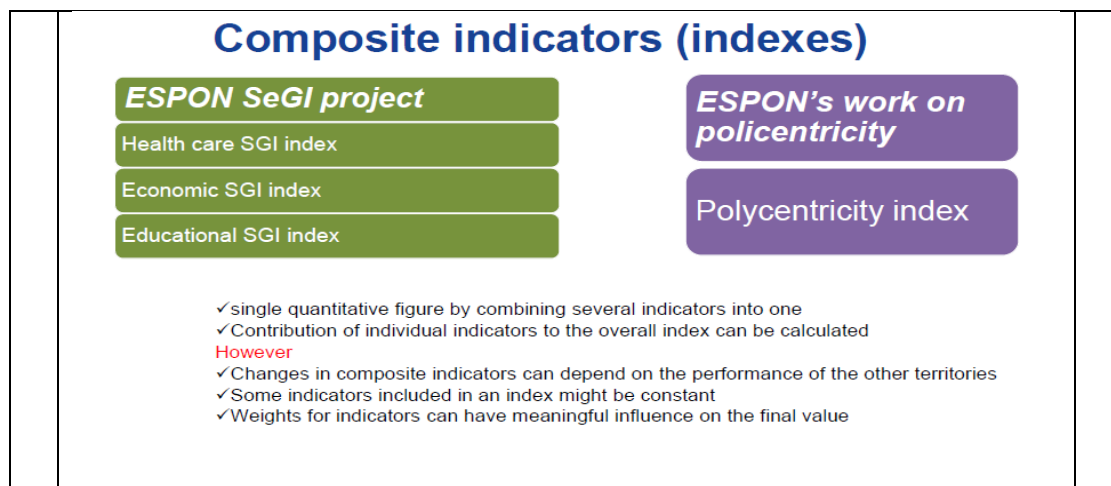 Composite indicators (indexes)
ESPON SeGI project
Health care SGI index
Economic SGI index
Educational SGI index
ESPON's work on
policentricity
Polycentricity index
✓single quantitative figure by combining several indicators into one
✓Contribution of individual indicators to the overall index can be calculated
However
✓Changes in composite indicators can depend on the performance of the other territories
✓Some indicators included in an index might be constant
✓Weights for indicators can have meaningful influence on the final value